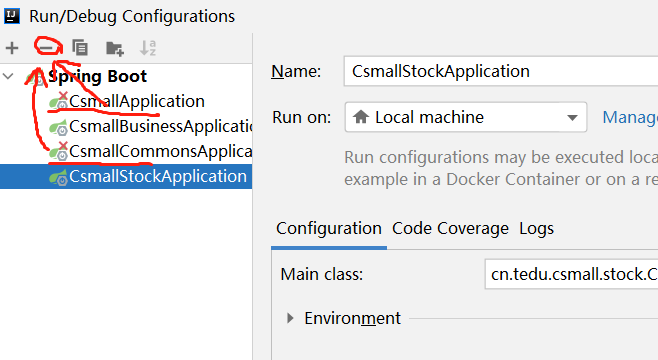 Run/Debug Configurations
Spring Boot
CsmallApplication
CsmallBusinessApplicatio
CsmallCommonsApplica
CsmallStockApplication
Name: CsmallStockApplication
Run on: Local machine Manage
Run configurations may be executed loca
example in a Docker Container or on a re
Configuration Code Coverage Logs
Main class: cn.tedu.csmall.stock.C
Environment